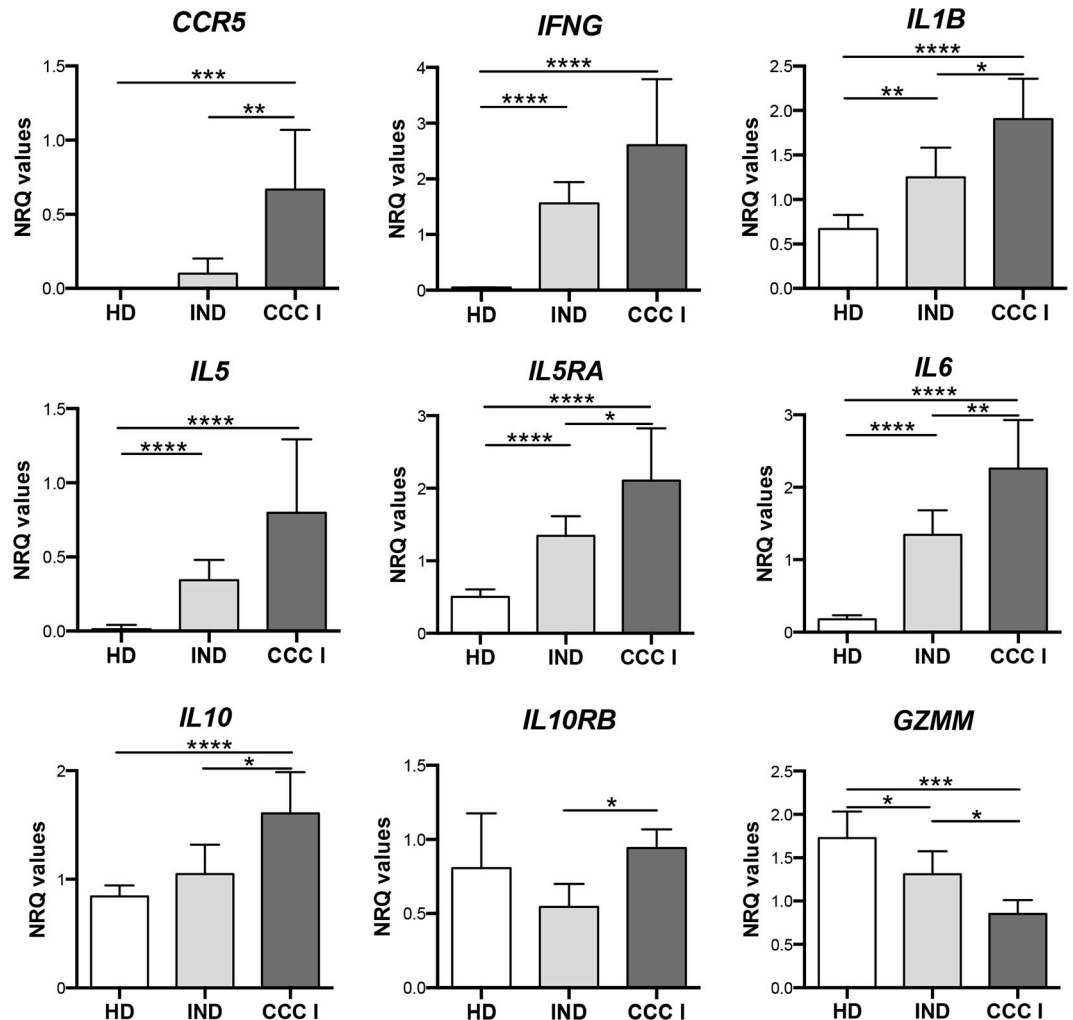 CCR5
1.5
***
**
1.0
NRQ values
0.5
0.0
HD IND CCC I
IFNG
4
****
****
3
NRQ values
2
1
0
HD IND CCC I
IL1B
****
2.5
*
**
2.0
NRQ values
1.5
1.0
0.5
0.0
HD IND CCC I
IL5
1.5
****
****
1.0
NRQ values
0.5
0.0
HD IND CCC I
IL5RA
****
3
*
****
NRQ values
2
1
0
HD IND CCC I
IL6
****
3
**
****
NRQ values
2
1
0
HD IND CCC I
IL10
****
*
2
NRQ values
1
0
HD IND CCC I
IL10RB
1.5
*
1.0
NRQ values
0.5
0.0
HD IND CCC I
GZMM
2.5
***
*
*
2.0
NRQ values
1.5
1.0
0.5
0.0
HD IND CCC I